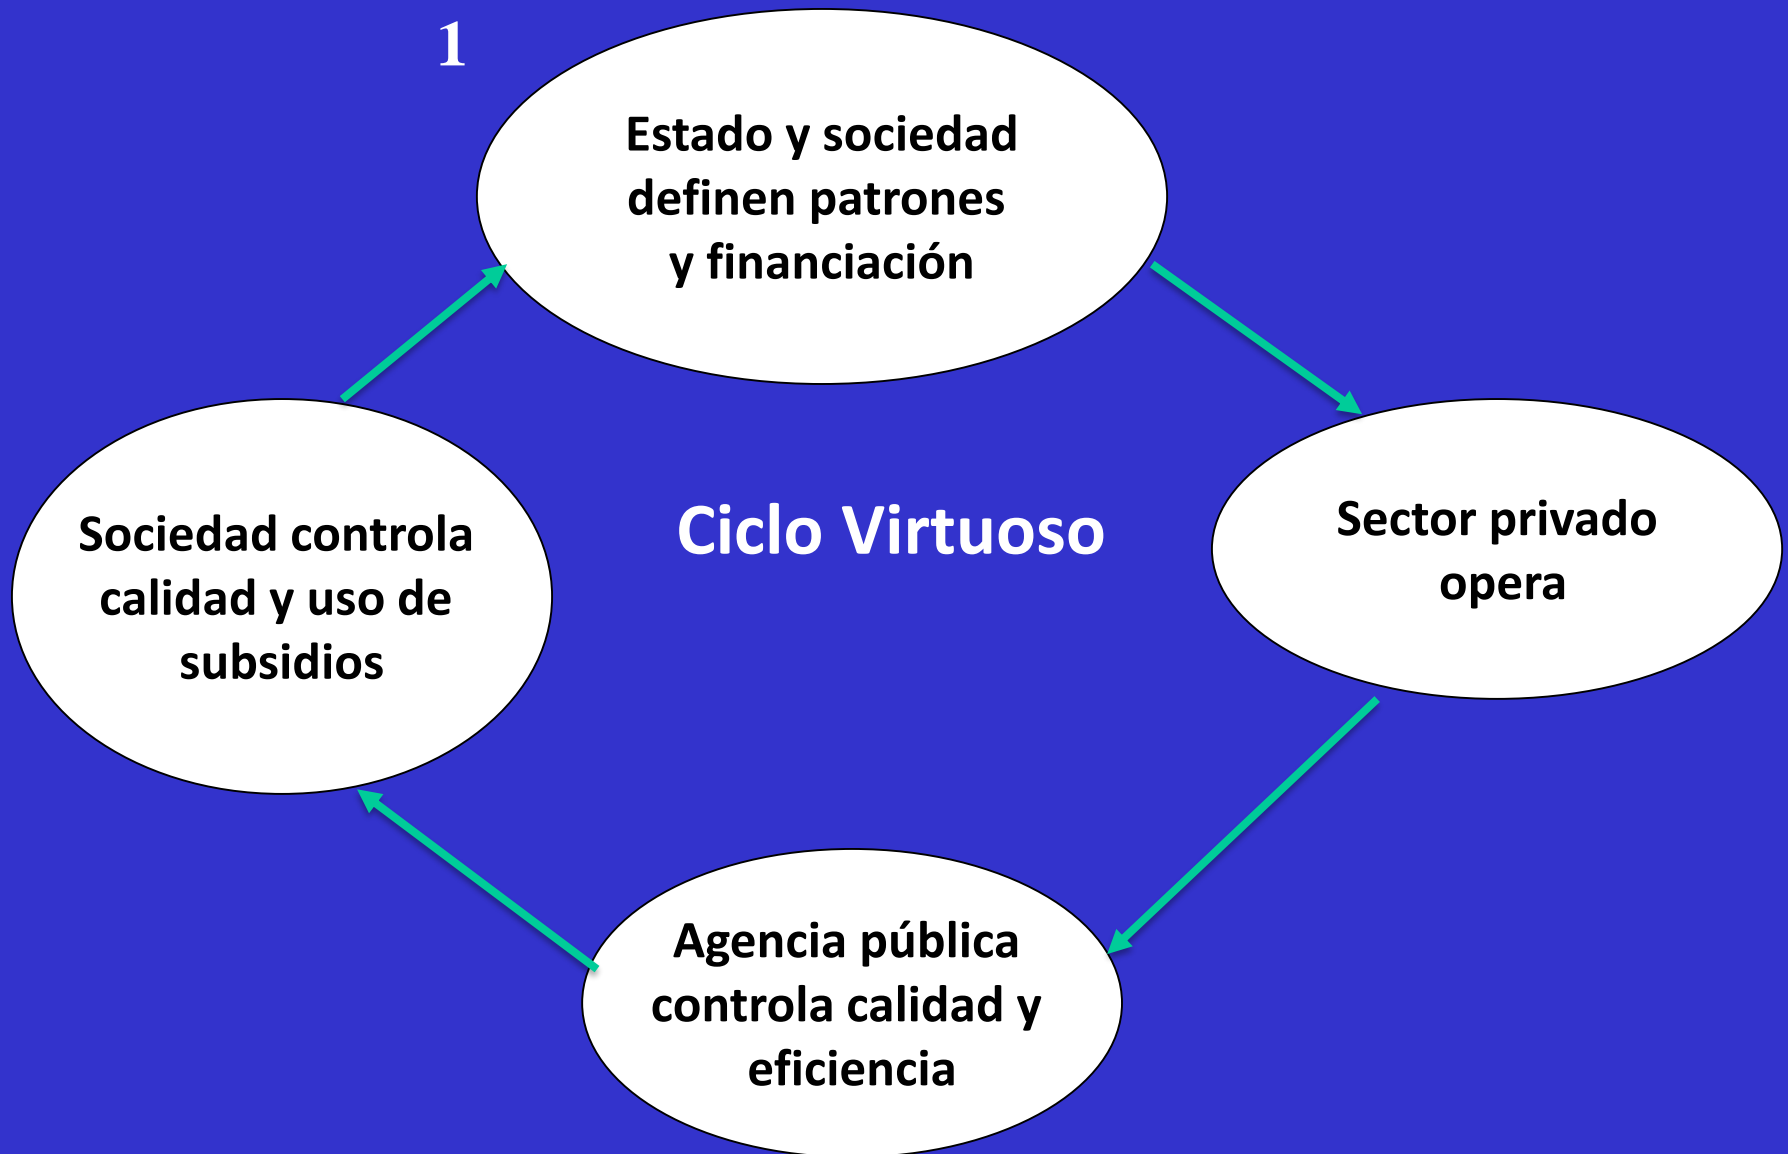 1
Estado y sociedad
definen patrones
y financiación
Sociedad controla
calidad y uso de
subsidios
Ciclo Virtuoso
Sector privado
opera
Agencia pública
controla calidad y
eficiencia